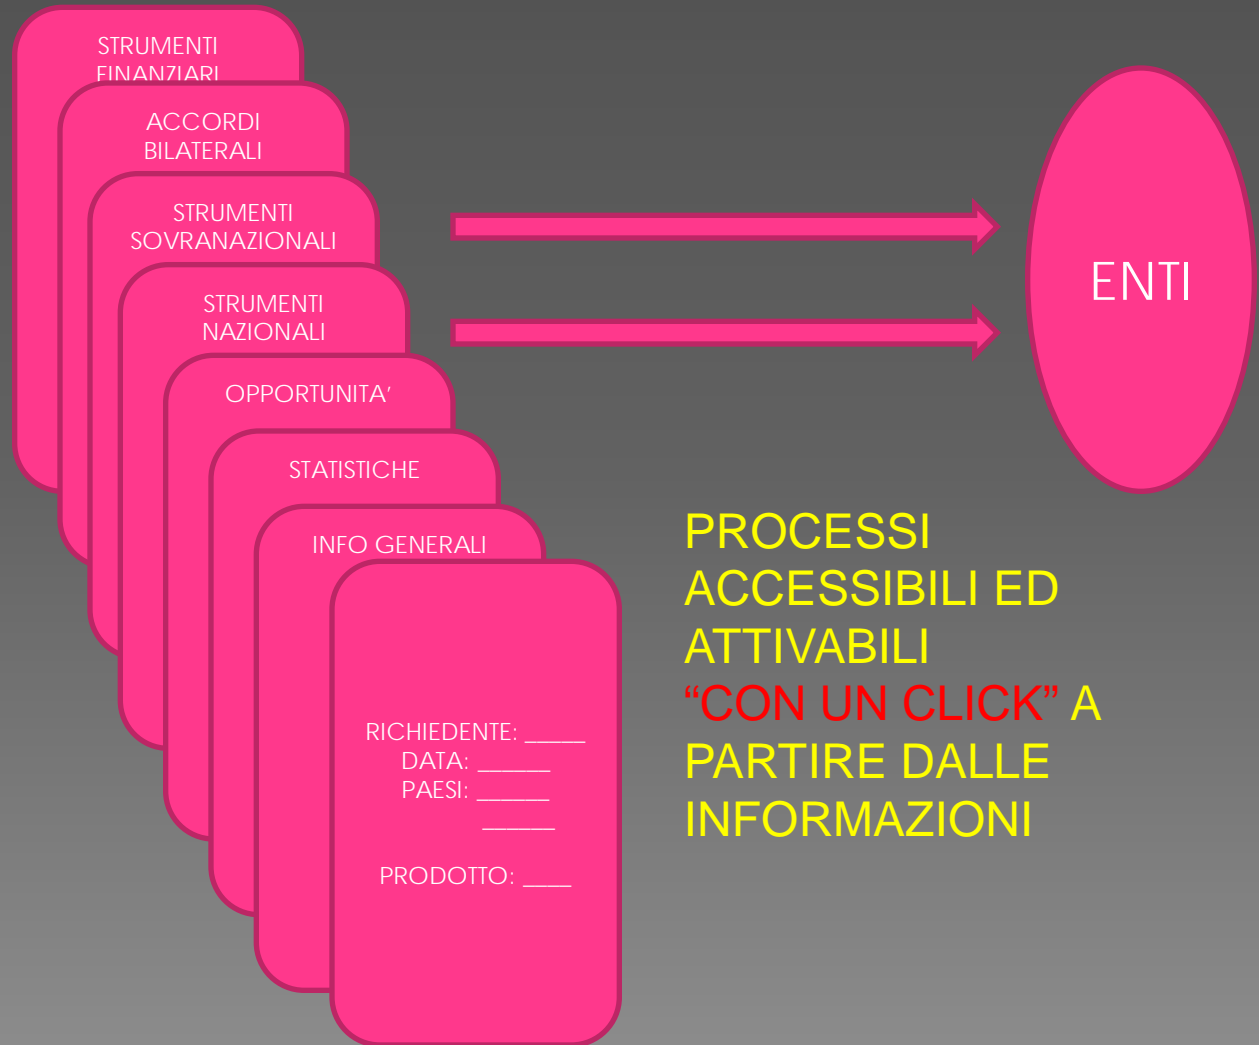 STRUMENTI
FINANZIARI
ACCORDI
BILATERALI
STRUMENTI
SOVRANAZIONALI
STRUMENTI
NAZIONALI
OPPORTUNITA’
STATISTICHE
INFO GENERALI
RICHIEDENTE: _____
DATA: ______
PAESI: ______
______
PRODOTTO: ____
ENTI
PROCESSI
ACCESSIBILI ED
ATTIVABILI
“CON UN CLICK” A
PARTIRE DALLE
INFORMAZIONI